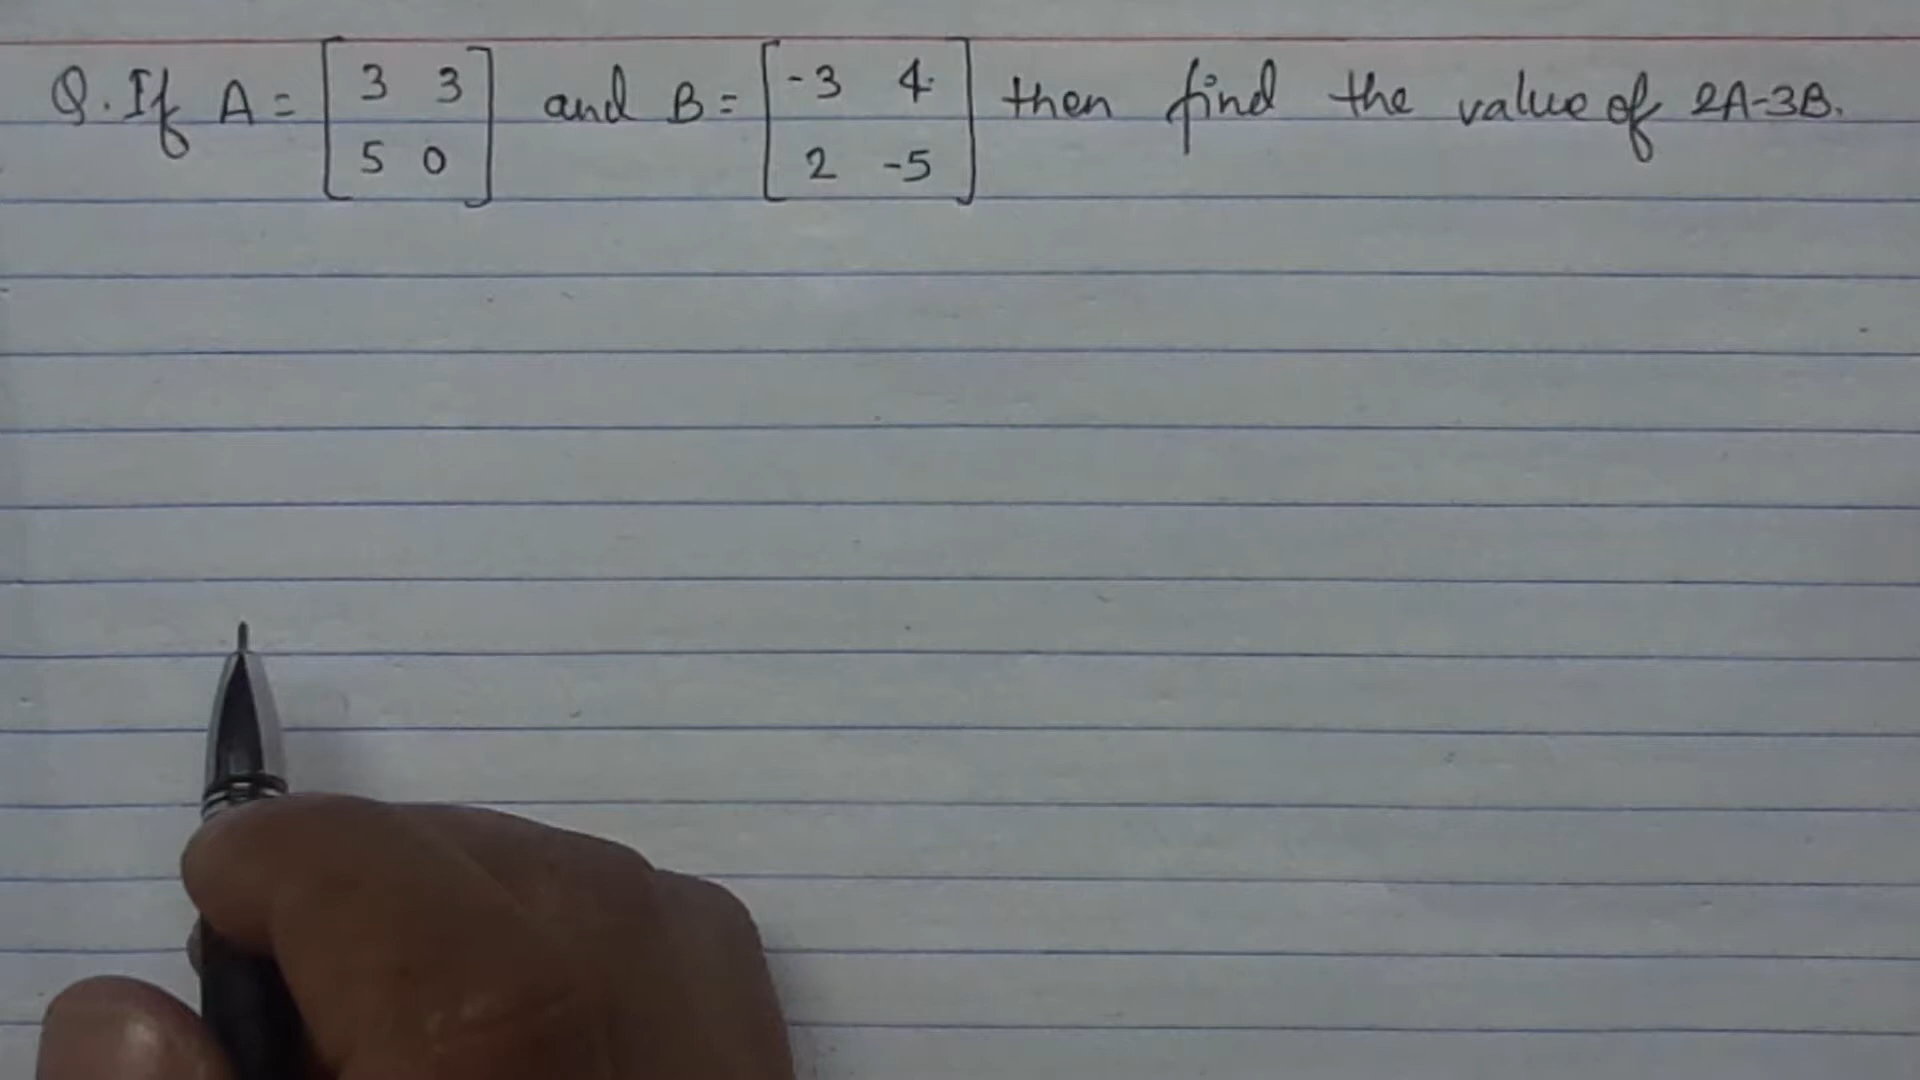 Q. If A = [3 3 5 0] and B = [-3 4 2 -5] then find the value of 2A-3B.